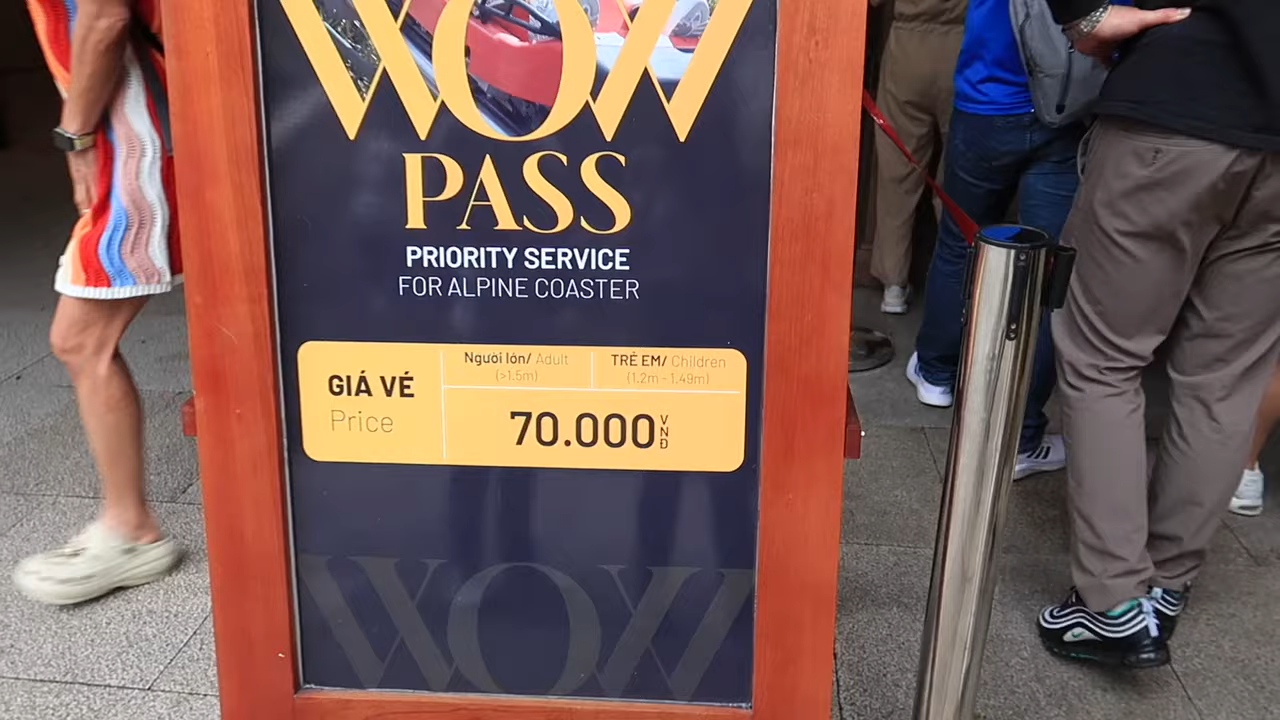 WOW
PASS
PRIORITY SERVICE
FOR ALPINE COASTER
GIÁ VÉ
Price
Người lớn/ Adult
(>1.5m)
TRẺ EM/ Children
(1.2m - 1.49m)
70.000 VNĐ
WOW